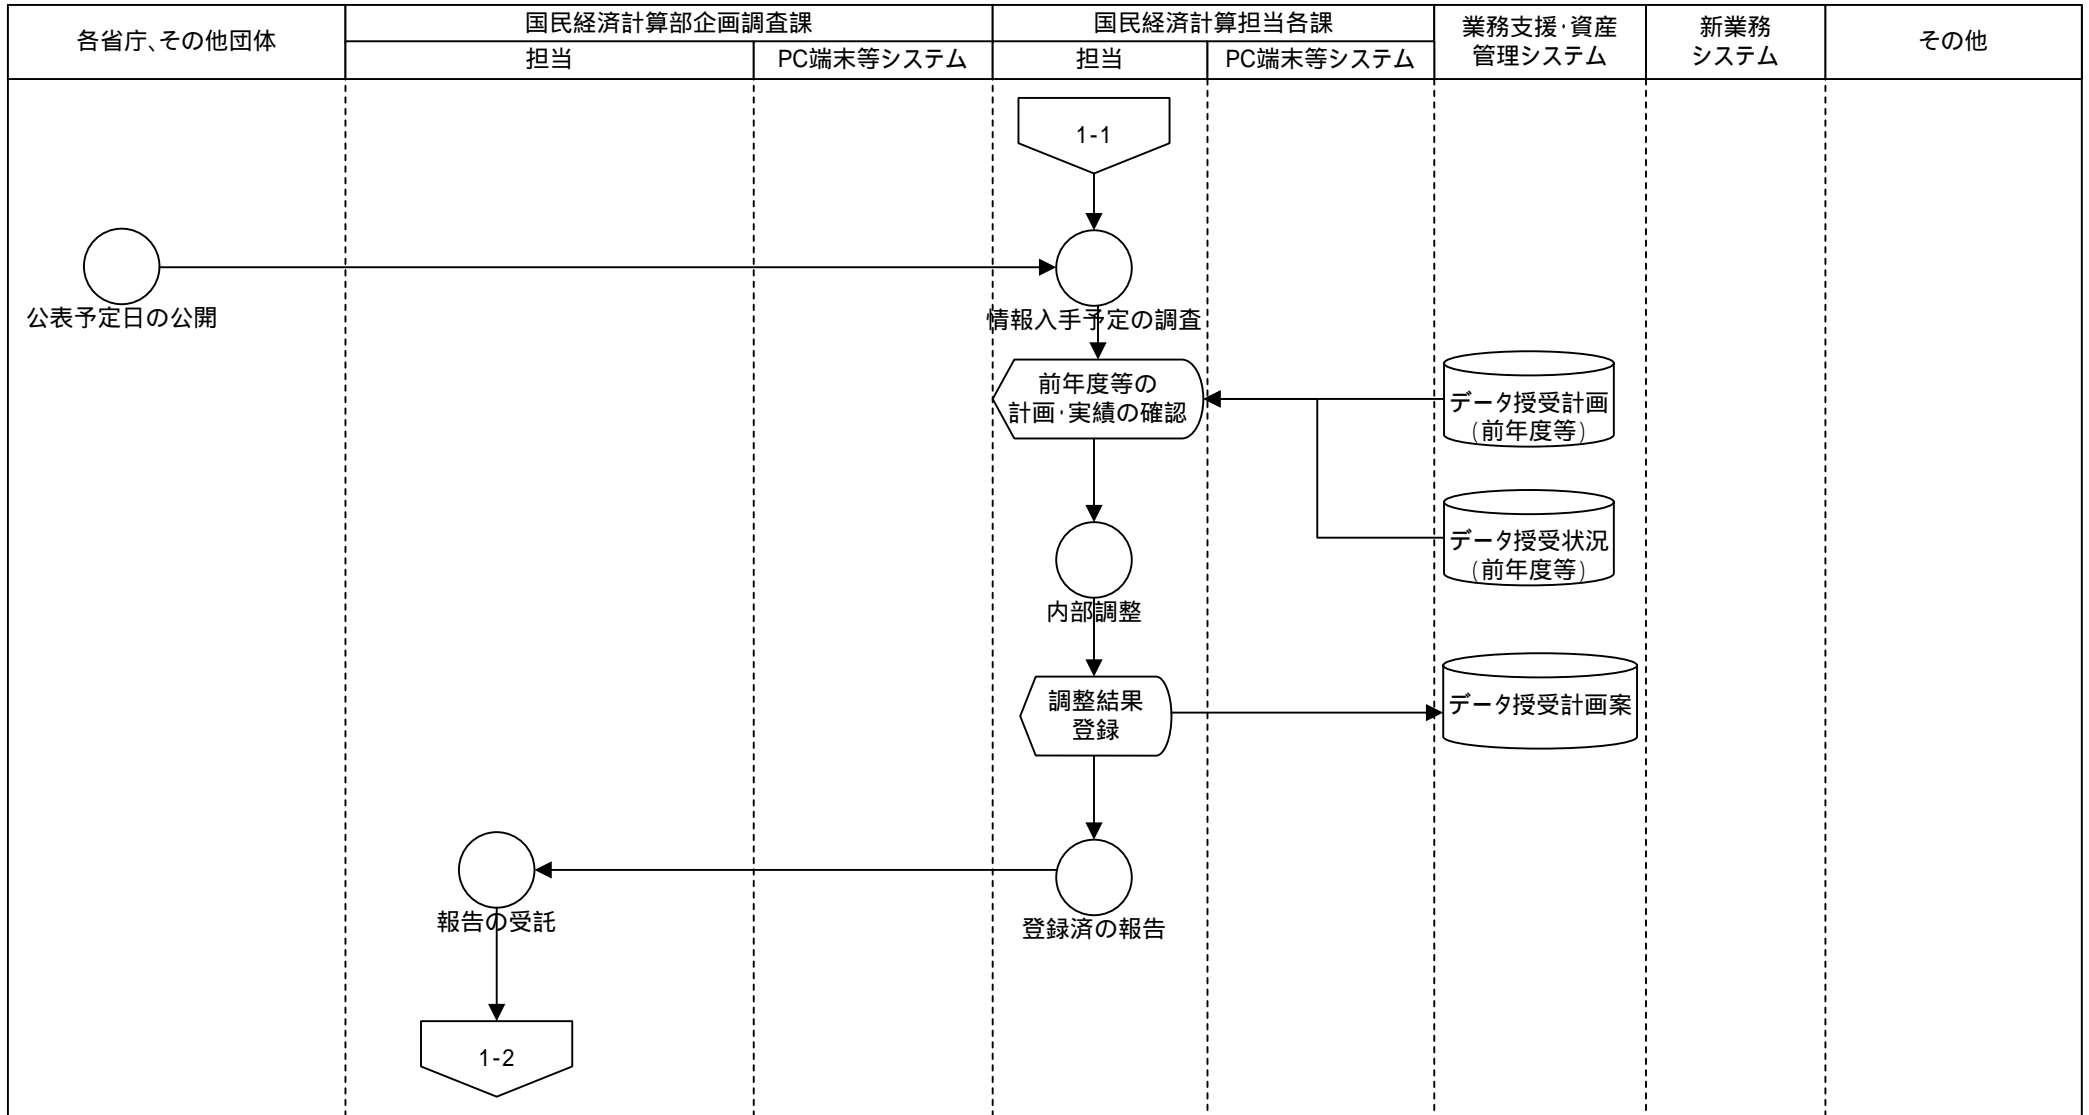 各省庁､その他団体
国民経済計算部企画調査課
国民経済計算担当各課
業務支援･資産
管理システム
新業務
システム
その他
担当
PC端末等システム
担当
PC端末等システム
1-1
公表予定日の公開
情報入手予定の調査
前年度等の
計画･実績の確認
データ授受計画
(前年度等)
データ授受状況
(前年度等)
内部調整
調整結果
登録
データ授受計画案
報告の受託
登録済の報告
1-2